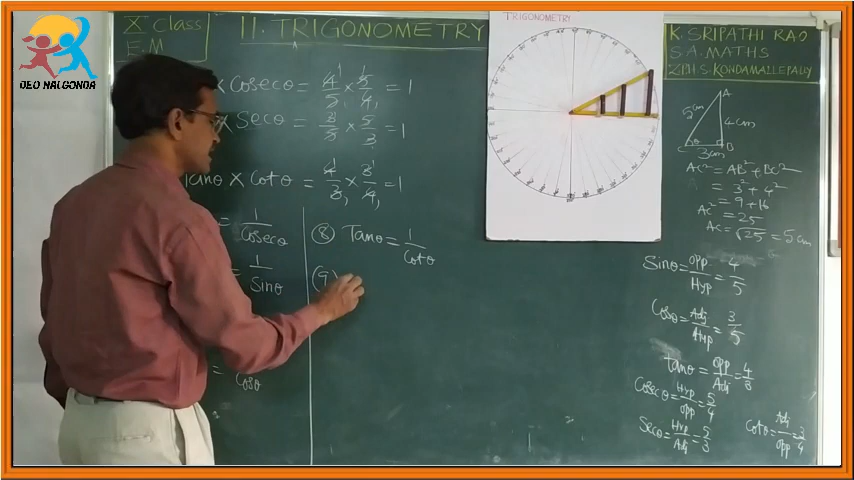 DEO NALGONDA
X Class
E.M
11. TRIGONOMETRY
K. SRIPATHI RAO
S.A. MATHS
Z.P.H.S. KONDAMALLEPALLY
TRIGONOMETRY
× Cosecθ = 4/5 × 5/4 = 1
× Secθ = 3/5 × 5/3 = 1
Tanθ × Cotθ = 4/3 × 3/4 = 1
= 1/Cosecθ
= 1/Sinθ
= Cosθ
(8) Tanθ = 1/Cotθ
(9)
A
5cm
4cm
C θ B
3cm
AC² = AB² + BC²
= 3² + 4²
= 9 + 16
AC² = 25
AC = √25 = 5cm
Sinθ = Opp/Hyp = 4/5
Cosθ = Adj/Hyp = 3/5
Tanθ = Opp/Adj = 4/3
Cosecθ = Hyp/Opp = 5/4
Secθ = Hyp/Adj = 5/3
Cotθ = Adj/Opp = 3/4